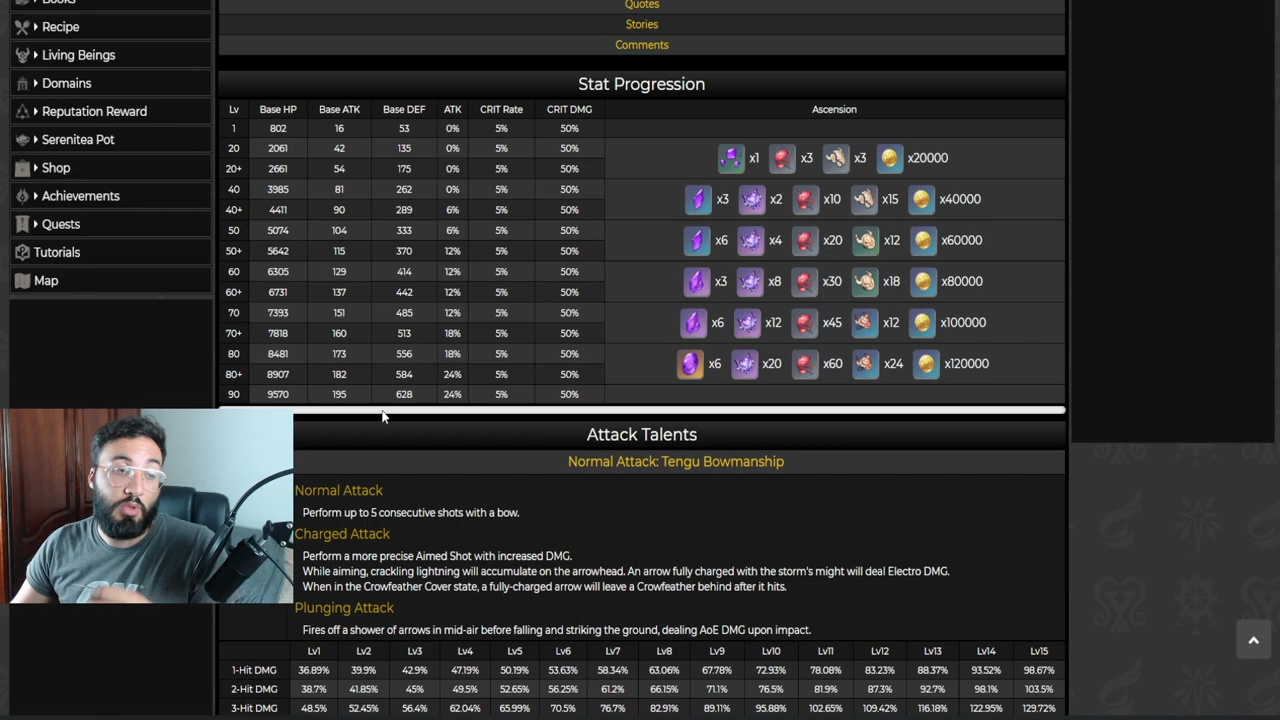 Books
Recipe
Living Beings
Domains
Reputation Reward
Serenitea Pot
Shop
Achievements
Quests
Tutorials
Map
Quotes
Stories
Comments
Stat Progression
Lv Base HP Base ATK Base DEF ATK CRIT Rate CRIT DMG Ascension
1 802 16 53 0% 5% 50%
20 2061 42 135 0% 5% 50%
x1 x3 x3 x20000
20+ 2661 54 175 0% 5% 50%
40 3985 81 262 0% 5% 50%
x3 x2 x10 x15 x40000
40+ 4411 90 289 6% 5% 50%
50 5074 104 333 6% 5% 50%
x6 x4 x20 x12 x60000
50+ 5642 115 370 12% 5% 50%
60 6305 129 414 12% 5% 50%
x3 x8 x30 x18 x80000
60+ 6731 137 442 12% 5% 50%
70 7393 151 485 12% 5% 50%
x6 x12 x45 x12 x100000
70+ 7818 160 513 18% 5% 50%
80 8481 173 556 18% 5% 50%
x6 x20 x60 x24 x120000
80+ 8907 182 584 24% 5% 50%
90 9570 195 628 24% 5% 50%
Attack Talents
Normal Attack: Tengu Bowmanship
Normal Attack
Perform up to 5 consecutive shots with a bow.
Charged Attack
Perform a more precise Aimed Shot with increased DMG.
While aiming, crackling lightning will accumulate on the arrowhead. An arrow fully charged with the storm's might will deal Electro DMG.
When in the Crowfeather Cover state, a fully-charged arrow will leave a Crowfeather behind after it hits.
Plunging Attack
Fires off a shower of arrows in mid-air before falling and striking the ground, dealing AoE DMG upon impact.
Lv1 Lv2 Lv3 Lv4 Lv5 Lv6 Lv7 Lv8 Lv9 Lv10 Lv11 Lv12 Lv13 Lv14 Lv15
1-Hit DMG 36.89% 39.9% 42.9% 47.19% 50.19% 53.63% 58.34% 63.06% 67.78% 72.93% 78.08% 83.23% 88.37% 93.52% 98.67%
2-Hit DMG 38.7% 41.85% 45% 49.5% 52.65% 56.25% 61.2% 66.15% 71.1% 76.5% 81.9% 87.3% 92.7% 98.1% 103.5%
3-Hit DMG 48.5% 52.45% 56.4% 62.04% 65.99% 70.5% 76.7% 82.91% 89.11% 95.88% 102.65% 109.42% 116.18% 122.95% 129.72%